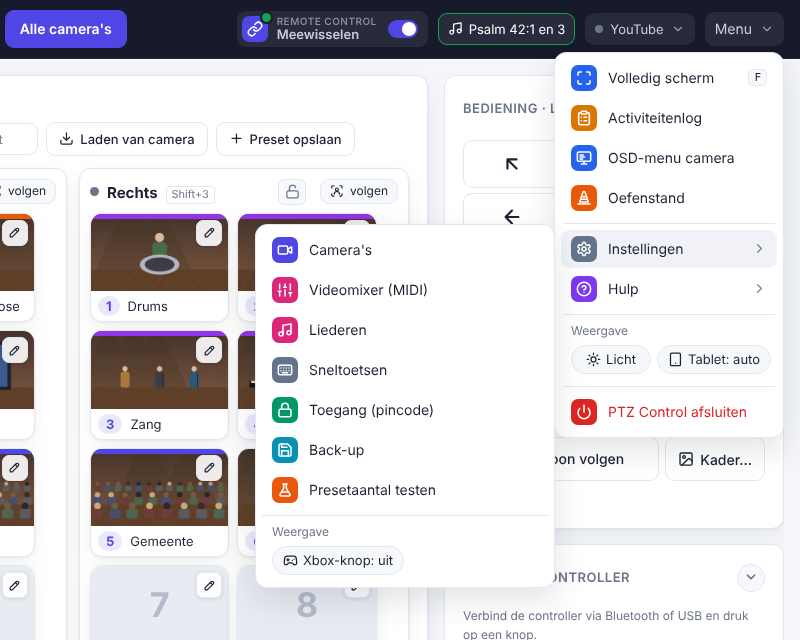 Alle camera's
REMOTE CONTROL
Meewisselen
Psalm 42:1 en 3
YouTube
Menu
Volledig scherm F
Activiteitenlog
OSD-menu camera
Oefenstand
Instellingen
Hulp
Weergave
Licht
Tablet: auto
PTZ Control afsluiten
BEDIENING ·
Laden van camera
Preset opslaan
volgen
Rechts Shift+3
volgen
1 Drums
3 Zang
5 Gemeente
7
8
Camera's
Videomixer (MIDI)
Liederen
Sneltoetsen
Toegang (pincode)
Back-up
Presetaantal testen
Weergave
Xbox-knop: uit
volgen
Kader...
Verbind de controller via Bluetooth of USB en druk
op een knop.